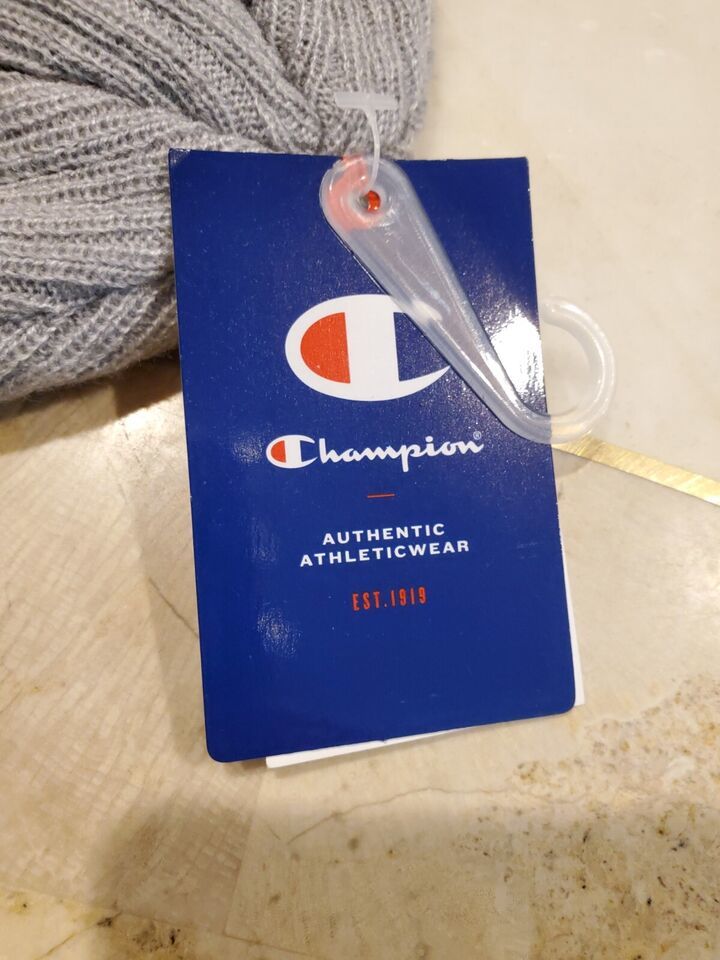 Champion®
AUTHENTIC
ATHLETICWEAR
EST.1919